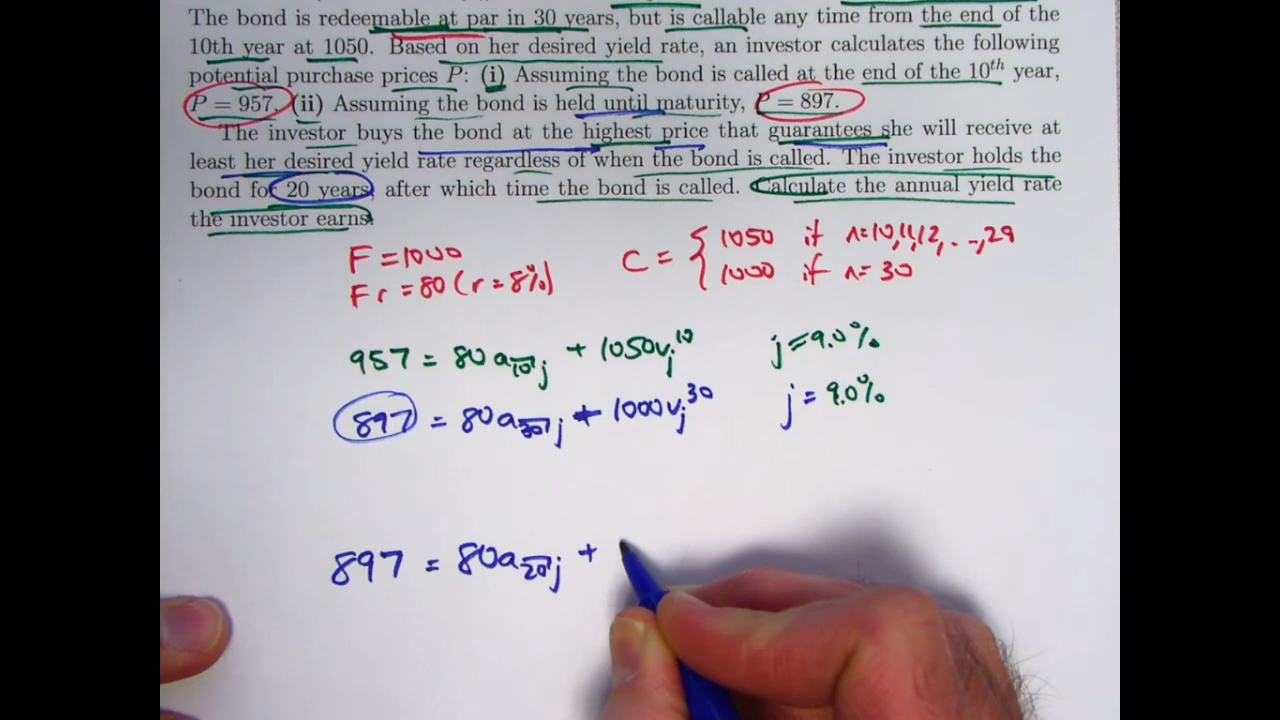 The bond is redeemable at par in 30 years, but is callable any time from the end of the
10th year at 1050. Based on her desired yield rate, an investor calculates the following
potential purchase prices P: (i) Assuming the bond is called at the end of the 10th year,
P = 957. (ii) Assuming the bond is held until maturity, P = 897.
The investor buys the bond at the highest price that guarantees she will receive at
least her desired yield rate regardless of when the bond is called. The investor holds the
bond for 20 years, after which time the bond is called. Calculate the annual yield rate
the investor earns.
F = 1000
Fr = 80 (r = 8%)
C = { 1050 if n = 10, 11, 12, ..., 29
1000 if n = 30
957 = 80a10⌉j + 1050vj^10 j = 9.0%
897 = 80a30⌉j + 1000vj^30 j = 9.0%
897 = 80a20⌉j +